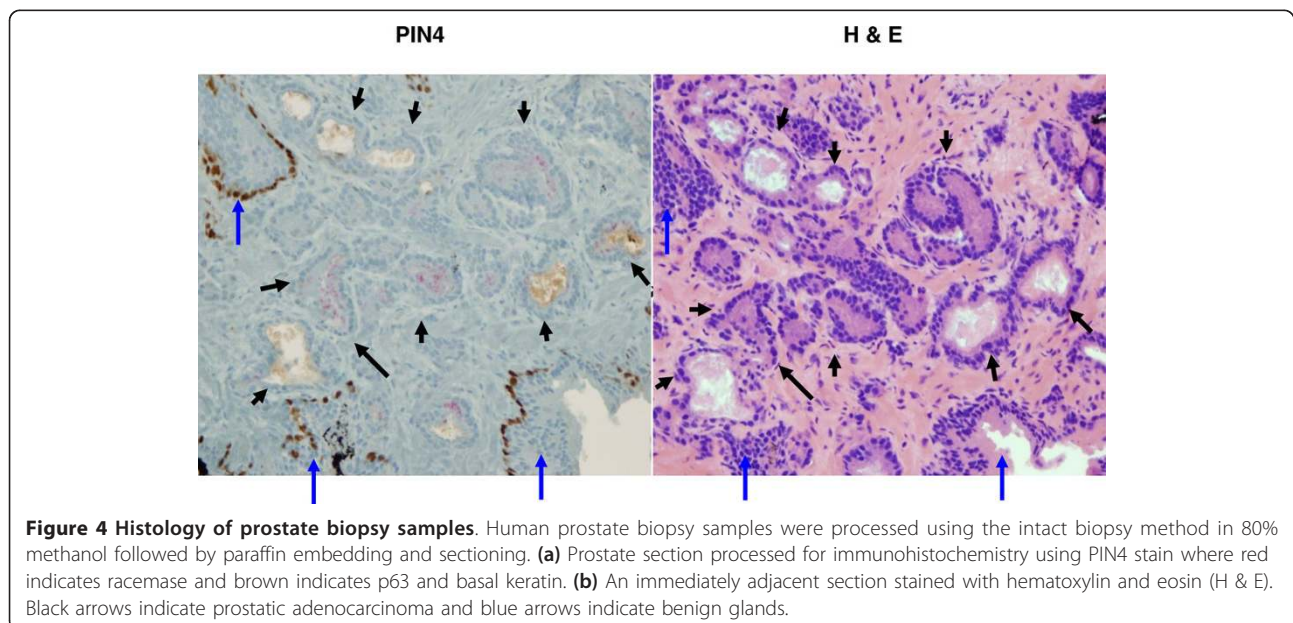 PIN4
H & E
Figure 4 Histology of prostate biopsy samples. Human prostate biopsy samples were processed using the intact biopsy method in 80%
methanol followed by paraffin embedding and sectioning. (a) Prostate section processed for immunohistochemistry using PIN4 stain where red
indicates racemase and brown indicates p63 and basal keratin. (b) An immediately adjacent section stained with hematoxylin and eosin (H & E).
Black arrows indicate prostatic adenocarcinoma and blue arrows indicate benign glands.